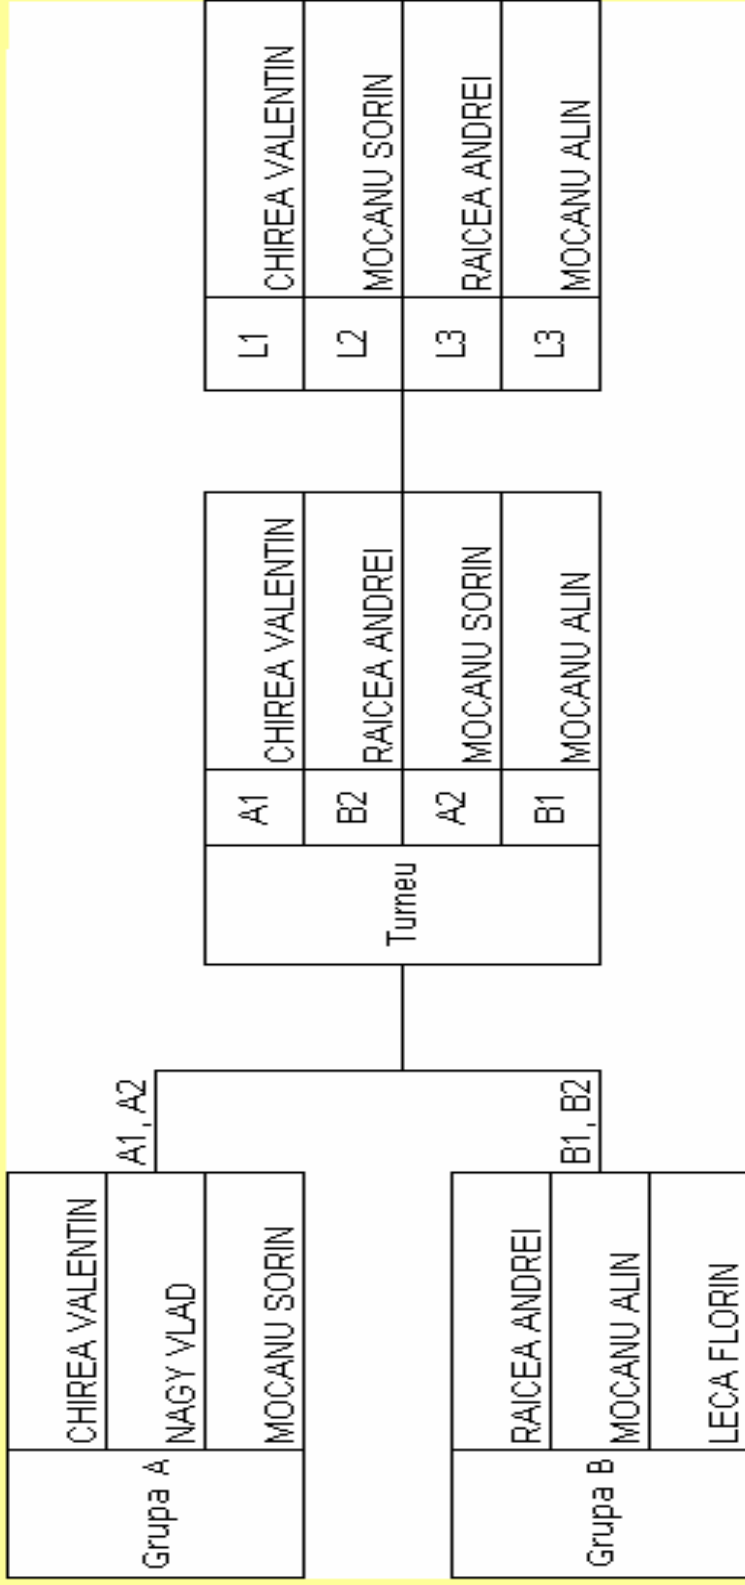 Grupa A
CHIREA VALENTIN
NAGY VLAD
MOCANU SORIN
A1, A2
Grupa B
RAICEA ANDREI
MOCANU ALIN
LECA FLORIN
B1, B2
Turneu
A1 CHIREA VALENTIN
B2 RAICEA ANDREI
A2 MOCANU SORIN
B1 MOCANU ALIN
L1 CHIREA VALENTIN
L2 MOCANU SORIN
L3 RAICEA ANDREI
L3 MOCANU ALIN